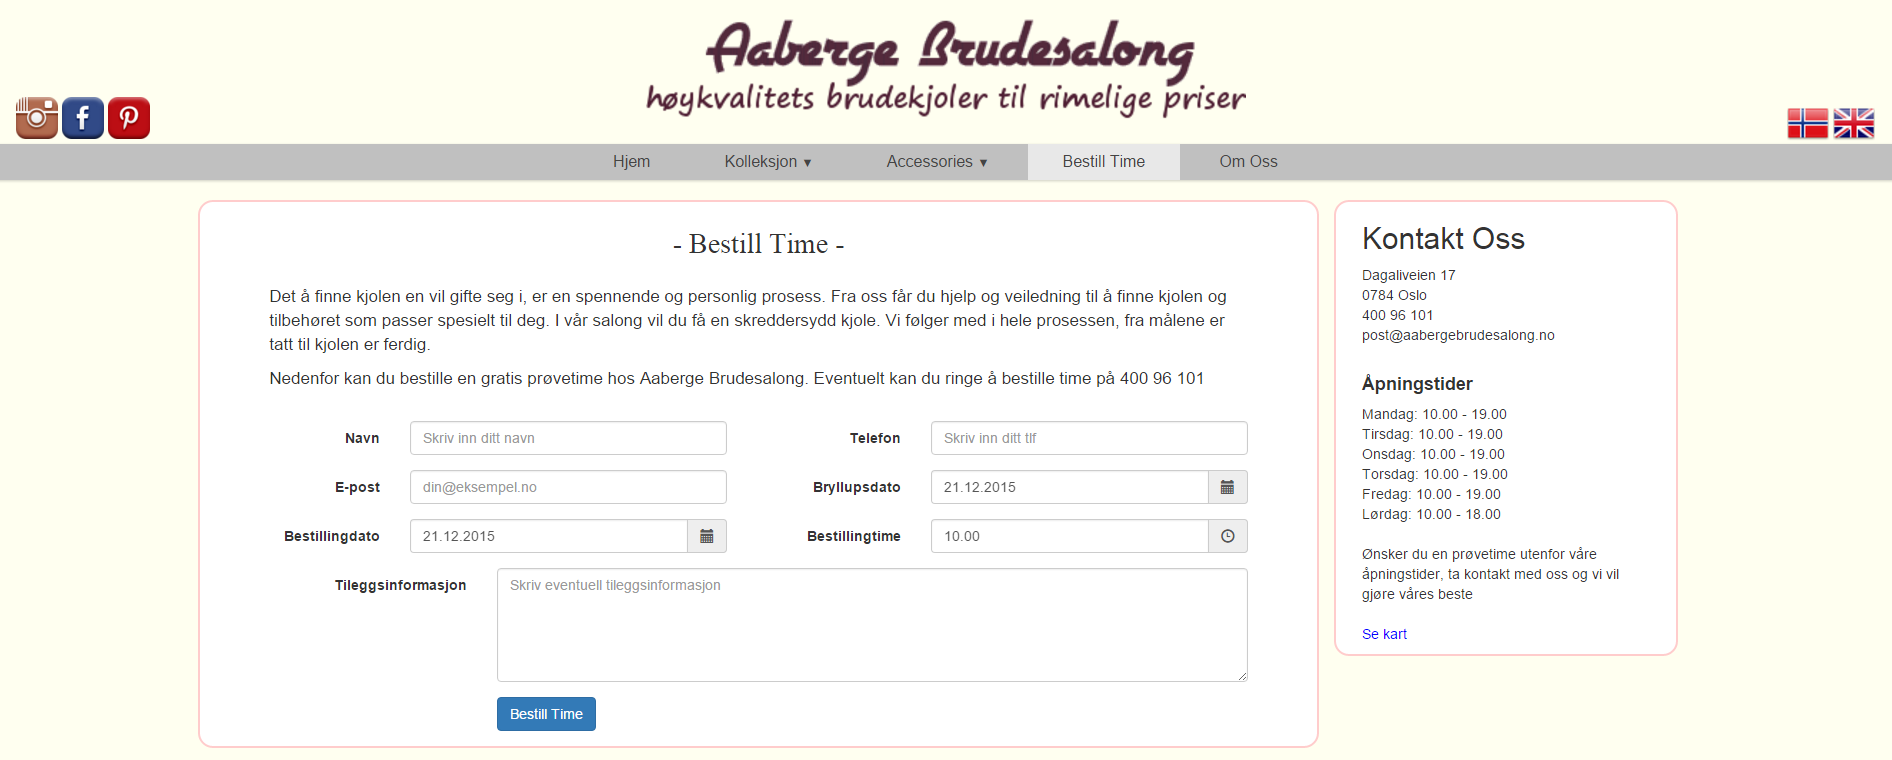 Aaberge Brudesalong
høykvalitets brudekjoler til rimelige priser
Hjem Kolleksjon ▼ Accessories ▼ Bestill Time Om Oss
- Bestill Time -
Det å finne kjolen en vil gifte seg i, er en spennende og personlig prosess. Fra oss får du hjelp og veiledning til å finne kjolen og
tilbehøret som passer spesielt til deg. I vår salong vil du få en skreddersydd kjole. Vi følger med i hele prosessen, fra målene er
tatt til kjolen er ferdig.
Nedenfor kan du bestille en gratis prøvetime hos Aaberge Brudesalong. Eventuelt kan du ringe å bestille time på 400 96 101
Navn Skriv inn ditt navn Telefon Skriv inn ditt tlf
E-post din@eksempel.no Bryllupsdato 21.12.2015
Bestillingdato 21.12.2015 Bestillingtime 10.00
Tileggsinformasjon Skriv eventuell tileggsinformasjon
Bestill Time
Kontakt Oss
Dagaliveien 17
0784 Oslo
400 96 101
post@aabergebrudesalong.no
Åpningstider
Mandag: 10.00 - 19.00
Tirsdag: 10.00 - 19.00
Onsdag: 10.00 - 19.00
Torsdag: 10.00 - 19.00
Fredag: 10.00 - 19.00
Lørdag: 10.00 - 18.00
Ønsker du en prøvetime utenfor våre
åpningstider, ta kontakt med oss og vi vil
gjøre våres beste
Se kart